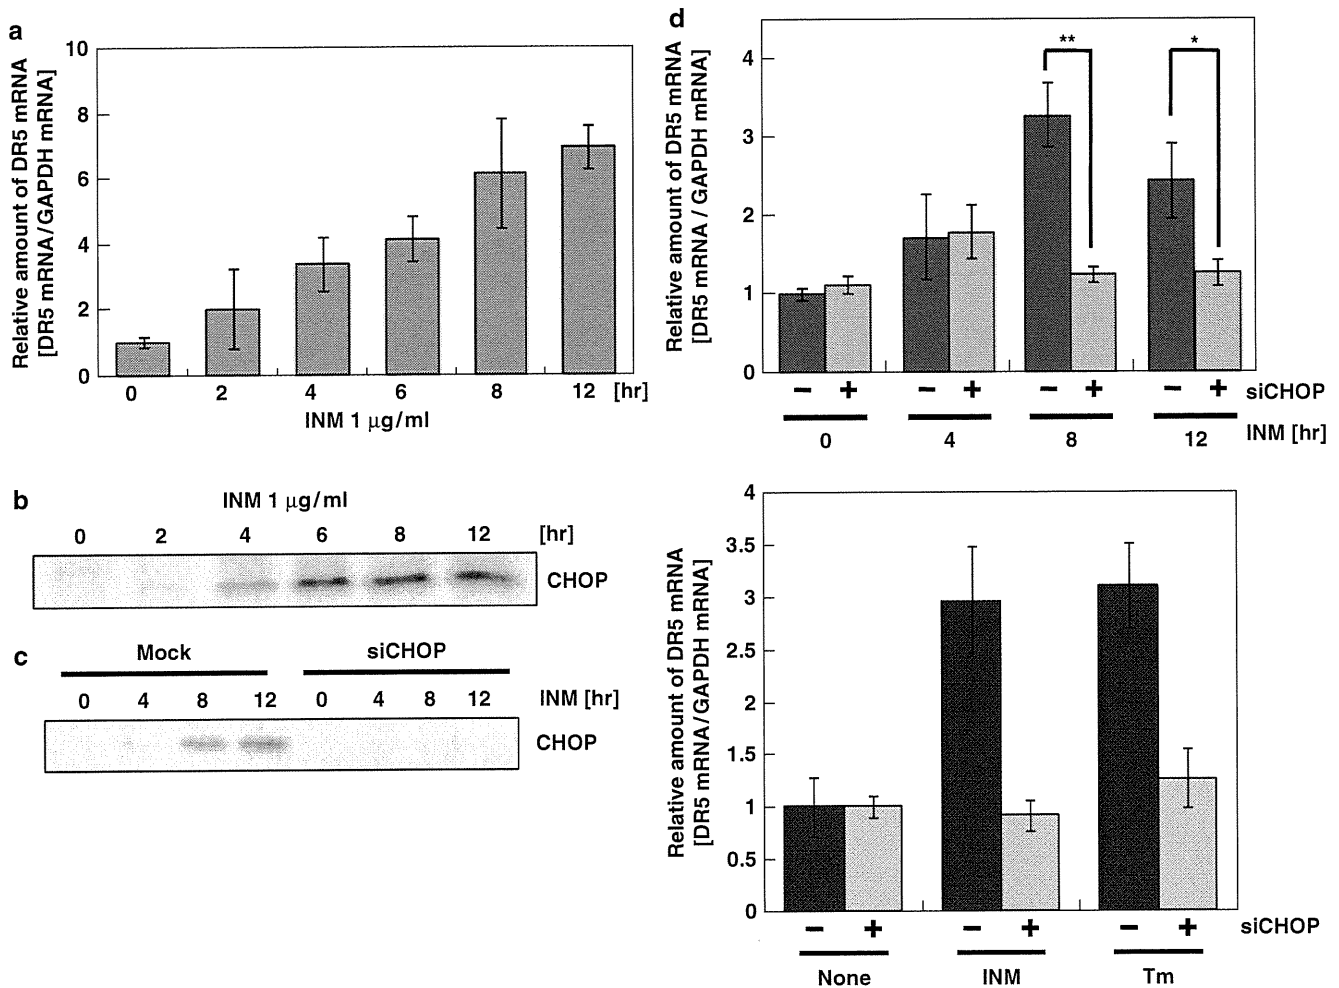 a
Relative amount of DR5 mRNA
[DR5 mRNA/GAPDH mRNA]
10
8
6
4
2
0
0 2 4 6 8 12 [hr]
INM 1 μg/ml
b
INM 1 μg/ml
0 2 4 6 8 12 [hr]
CHOP
c
Mock siCHOP
0 4 8 12 0 4 8 12 INM [hr]
CHOP
d
Relative amount of DR5 mRNA
[DR5 mRNA / GAPDH mRNA]
4
3
2
1
0
** *
− + − + − + − + siCHOP
0 4 8 12 INM [hr]
Relative amount of DR5 mRNA
[DR5 mRNA/GAPDH mRNA]
4
3.5
3
2.5
2
1.5
1
0.5
0
− + − + − + siCHOP
None INM Tm